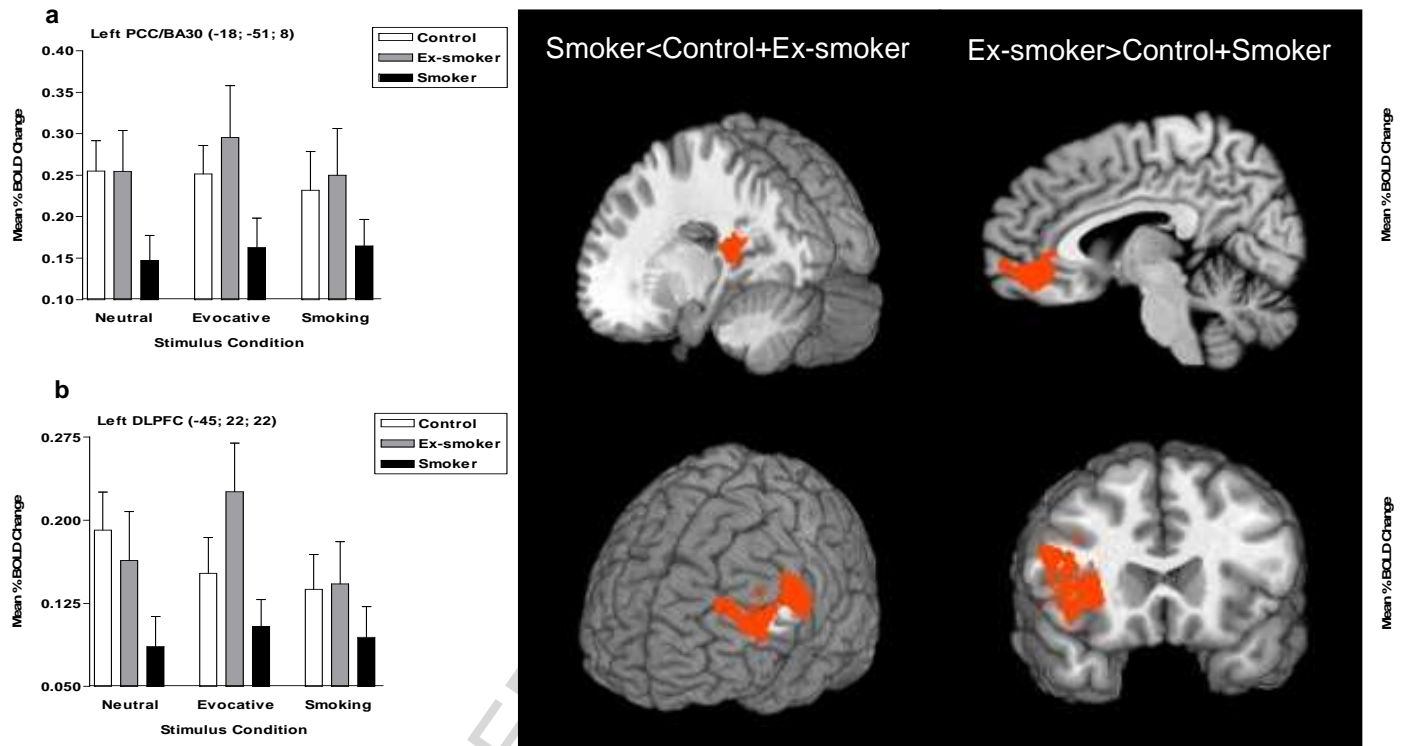 a
Left PCC/BA30 (-18; -51; 8)
Control
Ex-smoker
Smoker
Mean % BOLD Change
0.40
0.35
0.30
0.25
0.20
0.15
0.10
Neutral Evocative Smoking
Stimulus Condition
b
Left DLPFC (-45; 22; 22)
Control
Ex-smoker
Smoker
Mean % BOLD Change
0.275
0.200
0.125
0.050
Neutral Evocative Smoking
Stimulus Condition
Smoker<Control+Ex-smoker
Ex-smoker>Control+Smoker
Mean % BOLD Change
Mean % BOLD Change